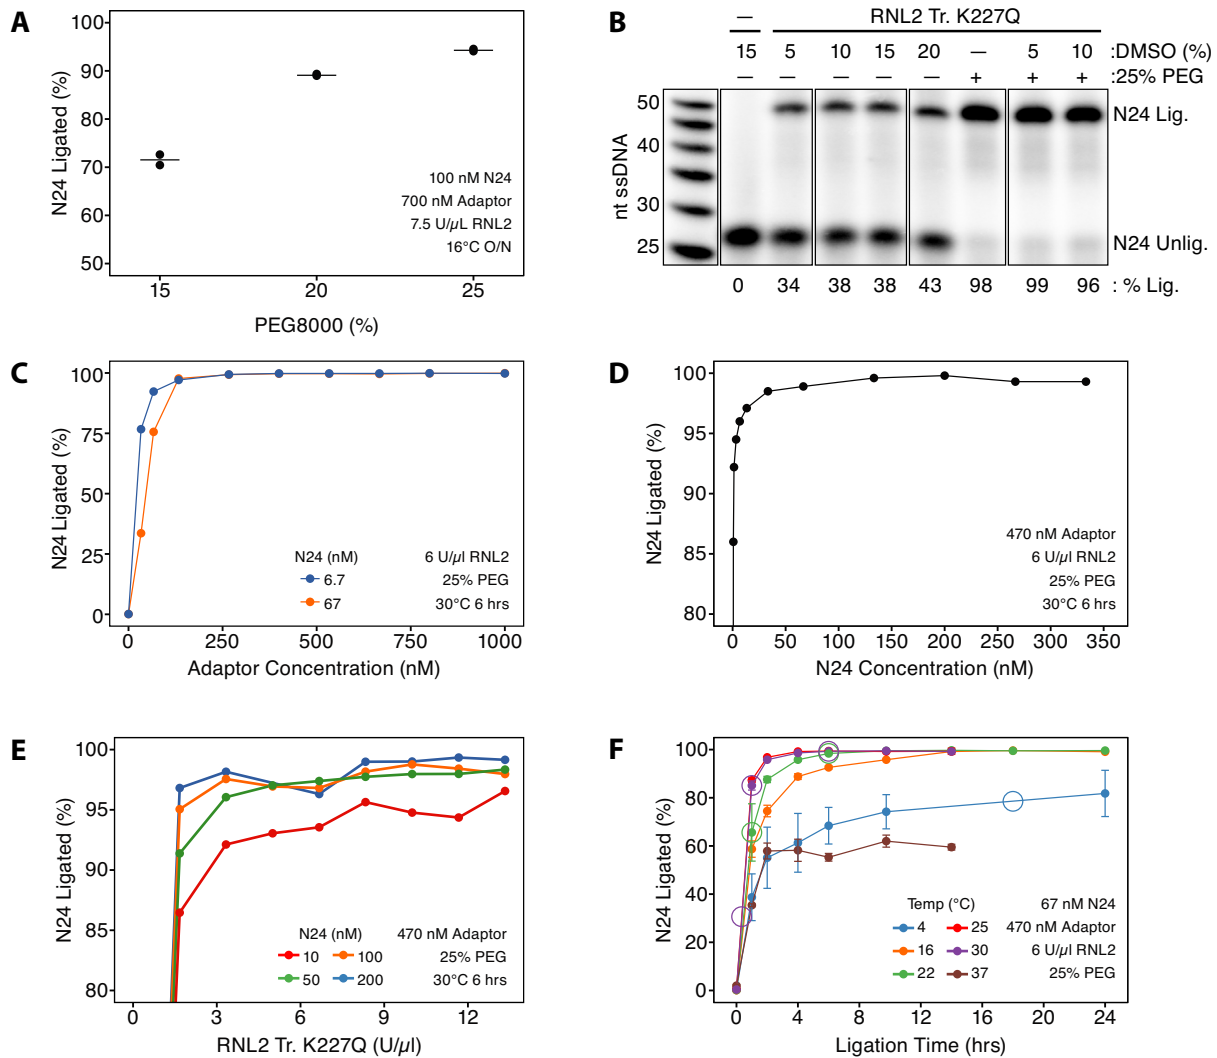 A
N24 Ligated (%)
100
90
80
70
60
50
100 nM N24
700 nM Adaptor
7.5 U/µL RNL2
16°C O/N
15 20 25
PEG8000 (%)
B
— RNL2 Tr. K227Q
15 5 10 15 20 — 5 10 :DMSO (%)
— — — — — + + + :25% PEG
nt ssDNA
50
40
30
25
N24 Lig.
N24 Unlig.
0 34 38 38 43 98 99 96 : % Lig.
C
N24 Ligated (%)
100
75
50
25
0
N24 (nM)
6.7
67
6 U/µl RNL2
25% PEG
30°C 6 hrs
0 250 500 750 1000
Adaptor Concentration (nM)
D
N24 Ligated (%)
100
95
90
85
80
470 nM Adaptor
6 U/µl RNL2
25% PEG
30°C 6 hrs
0 50 100 150 200 250 300 350
N24 Concentration (nM)
E
N24 Ligated (%)
100
95
90
85
80
N24 (nM)
10 100
50 200
470 nM Adaptor
25% PEG
30°C 6 hrs
0 3 6 9 12
RNL2 Tr. K227Q (U/µl)
F
N24 Ligated (%)
100
80
60
40
20
0
Temp (°C)
4 25
16 30
22 37
67 nM N24
470 nM Adaptor
6 U/µl RNL2
25% PEG
0 4 8 12 16 20 24
Ligation Time (hrs)